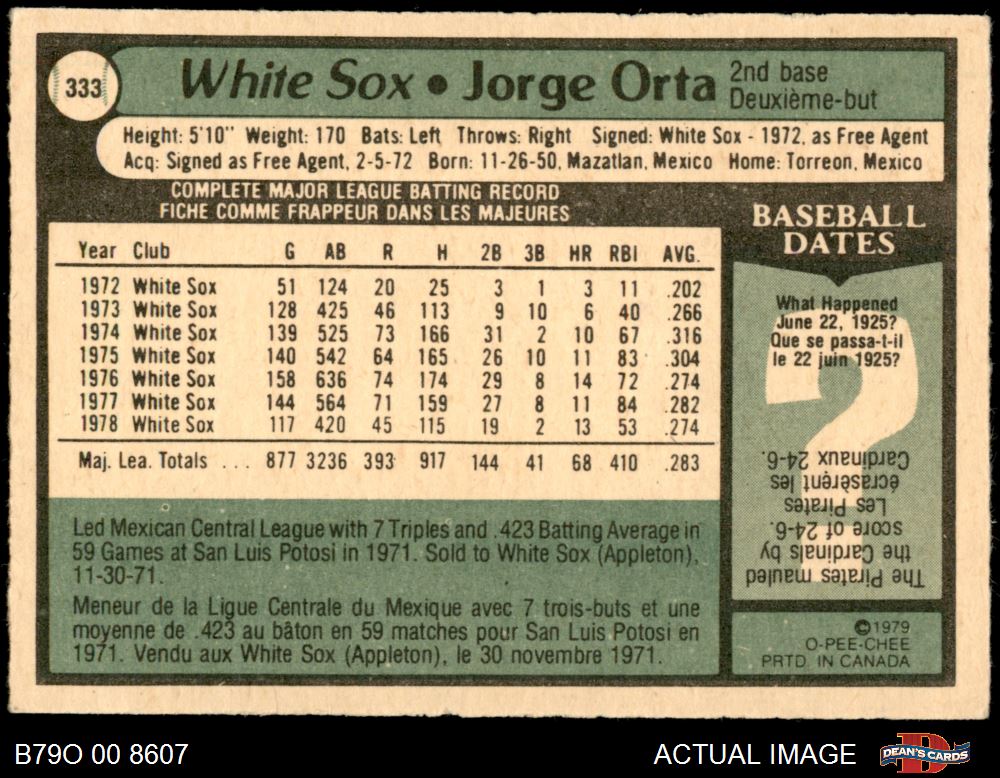 333
White Sox • Jorge Orta
2nd base
Deuxième-but
Height: 5'10" Weight: 170 Bats: Left Throws: Right Signed: White Sox - 1972, as Free Agent
Acq: Signed as Free Agent, 2-5-72 Born: 11-26-50, Mazatlan, Mexico Home: Torreon, Mexico
COMPLETE MAJOR LEAGUE BATTING RECORD
FICHE COMME FRAPPEUR DANS LES MAJEURES
Year Club G AB R H 2B 3B HR RBI AVG.
1972 White Sox 51 124 20 25 3 1 3 11 .202
1973 White Sox 128 425 46 113 9 10 6 40 .266
1974 White Sox 139 525 73 166 31 2 10 67 .316
1975 White Sox 140 542 64 165 26 10 11 83 .304
1976 White Sox 158 636 74 174 29 8 14 72 .274
1977 White Sox 144 564 71 159 27 8 11 84 .282
1978 White Sox 117 420 45 115 19 2 13 53 .274
Maj. Lea. Totals ... 877 3236 393 917 144 41 68 410 .283
Led Mexican Central League with 7 Triples and .423 Batting Average in
59 Games at San Luis Potosi in 1971. Sold to White Sox (Appleton),
11-30-71.
Meneur de la Ligue Centrale du Mexique avec 7 trois-buts et une
moyenne de .423 au bâton en 59 matches pour San Luis Potosi en
1971. Vendu aux White Sox (Appleton), le 30 novembre 1971.
BASEBALL
DATES
What Happened
June 22, 1925?
Que se passa-t-il
le 22 juin 1925?
The Pirates mauled
the Cardinals by
score of 24-6.
Les Pirates
écrasèrent les
Cardinaux 24-6.
©1979
O-PEE-CHEE
PRTD. IN CANADA
B79O 00 8607
ACTUAL IMAGE
DEAN'S CARDS